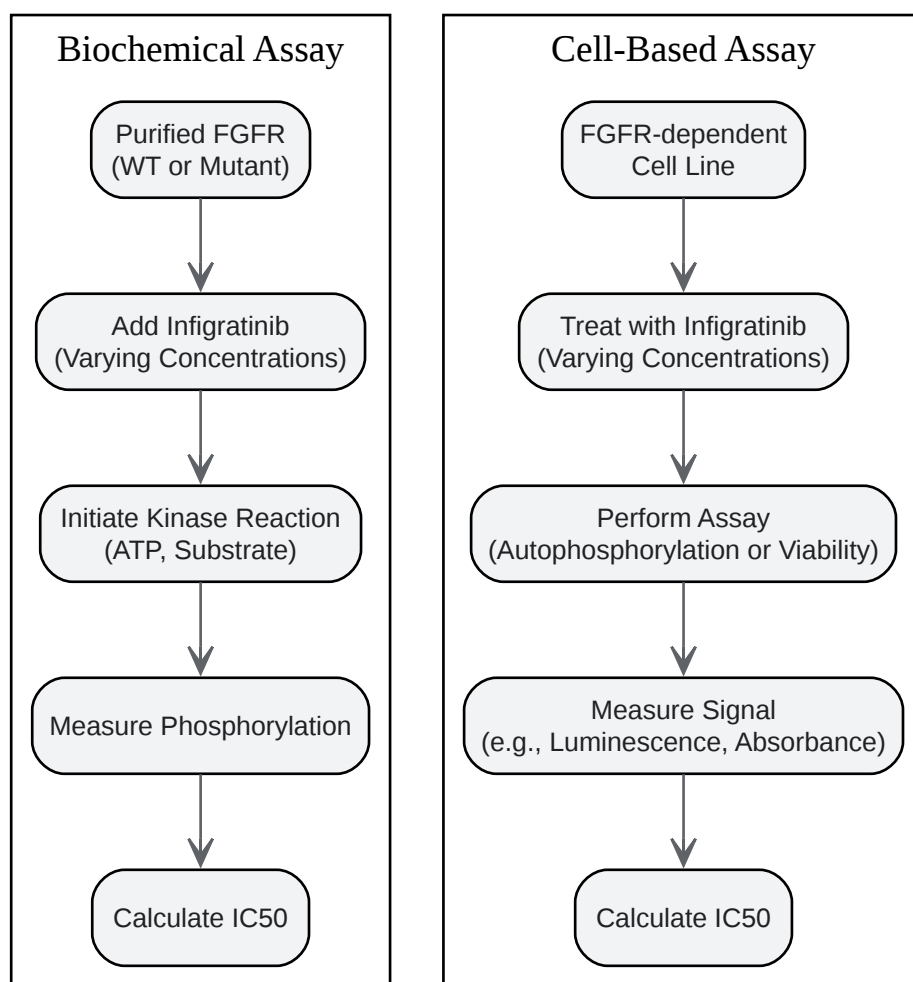 Biochemical Assay
Purified FGFR
(WT or Mutant)
Add Infigratinib
(Varying Concentrations)
Initiate Kinase Reaction
(ATP, Substrate)
Measure Phosphorylation
Calculate IC50
Cell-Based Assay
FGFR-dependent
Cell Line
Treat with Infigratinib
(Varying Concentrations)
Perform Assay
(Autophosphorylation or Viability)
Measure Signal
(e.g., Luminescence, Absorbance)
Calculate IC50